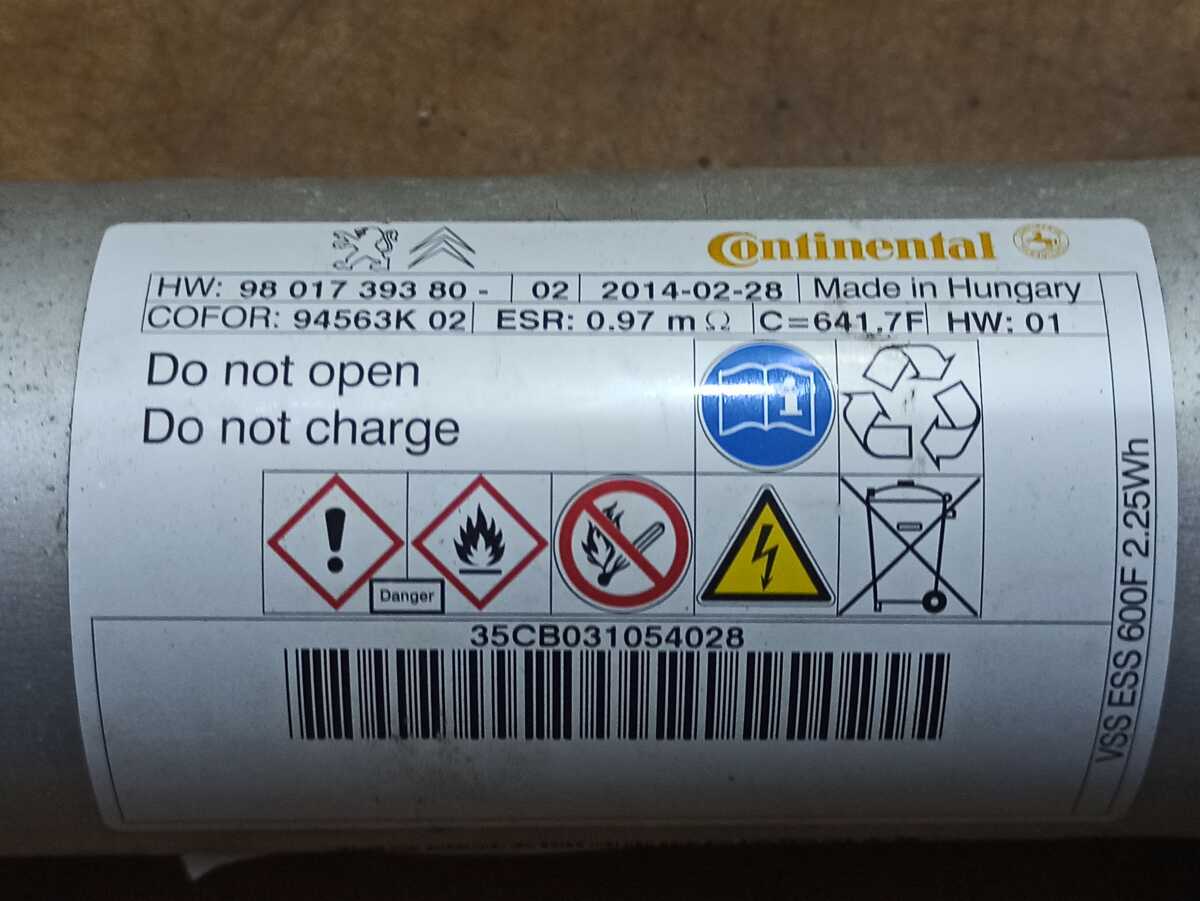 Continental
HW: 98 017 393 80 - 02 2014-02-28 Made in Hungary
COFOR: 94563K 02 ESR: 0.97 m Ω C=641.7F HW: 01
Do not open
Do not charge
Danger
35CB031054028
VSS ESS 600F 2.25Wh